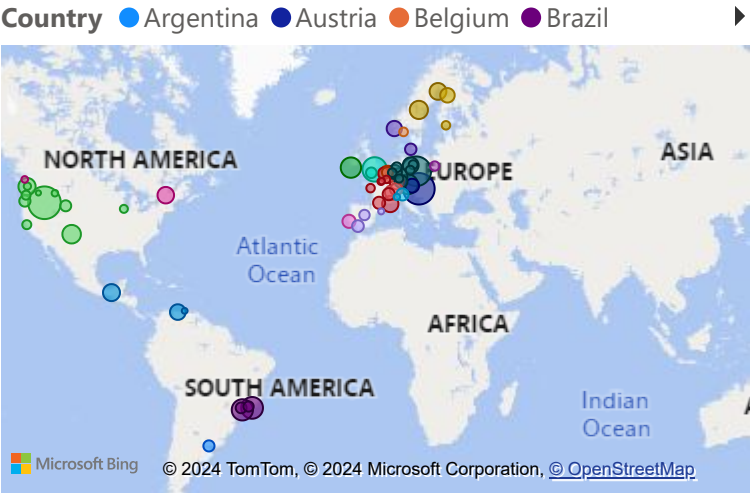 Country Argentina Austria Belgium Brazil
NORTH AMERICA
ASIA
UROPE
Atlantic
Ocean
AFRICA
SOUTH AMERICA
Indian
Ocean
A
Microsoft Bing
© 2024 TomTom, © 2024 Microsoft Corporation, © OpenStreetMap